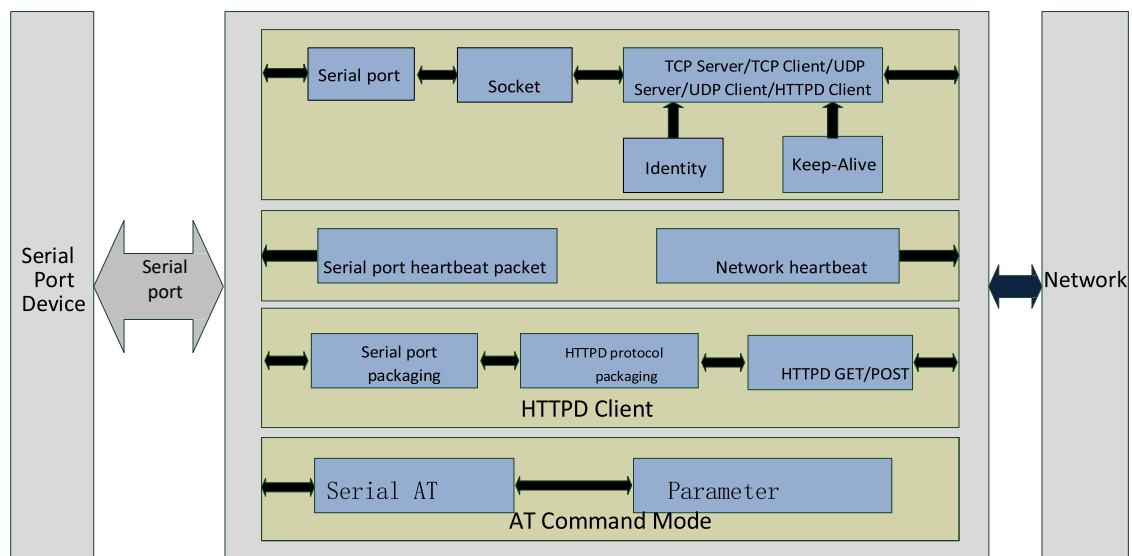 Serial
Port
Device
Serial
port
Serial port
Socket
TCP Server/TCP Client/UDP
Server/UDP Client/HTTPD Client
Identity
Keep-Alive
Serial port heartbeat packet
Network heartbeat
Serial port
packaging
HTTPD protocol
packaging
HTTPD GET/POST
HTTPD Client
Serial AT
Parameter
AT Command Mode
Network